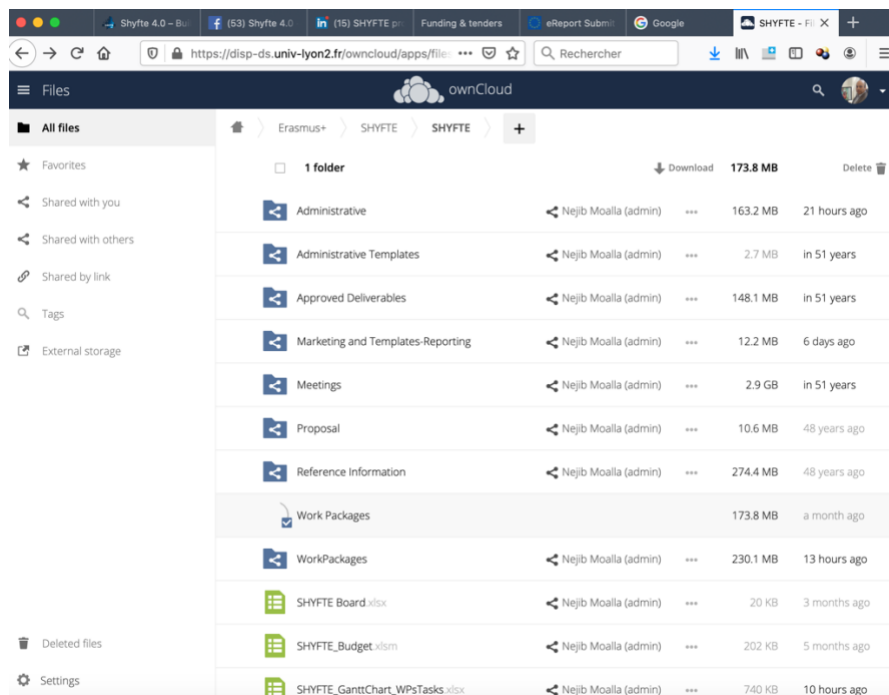 Shyfte 4.0 – Bui
(53) Shyfte 4.0
(15) SHYFTE pro
Funding & tenders
eReport Submit
Google
SHYFTE - Fil
https://disp-ds.univ-lyon2.fr/owncloud/apps/files
Rechercher
Files
ownCloud
All files
Favorites
Shared with you
Shared with others
Shared by link
Tags
External storage
Deleted files
Settings
Erasmus+ SHYFTE SHYFTE +
1 folder Download 173.8 MB Delete
Administrative Nejib Moalla (admin) ... 163.2 MB 21 hours ago
Administrative Templates Nejib Moalla (admin) ... 2.7 MB in 51 years
Approved Deliverables Nejib Moalla (admin) ... 148.1 MB in 51 years
Marketing and Templates-Reporting Nejib Moalla (admin) ... 12.2 MB 6 days ago
Meetings Nejib Moalla (admin) ... 2.9 GB in 51 years
Proposal Nejib Moalla (admin) ... 10.6 MB 48 years ago
Reference Information Nejib Moalla (admin) ... 274.4 MB 48 years ago
Work Packages 173.8 MB a month ago
WorkPackages Nejib Moalla (admin) ... 230.1 MB 13 hours ago
SHYFTE Board.xlsx Nejib Moalla (admin) ... 20 KB 3 months ago
SHYFTE_Budget.xlsm Nejib Moalla (admin) ... 202 KB 5 months ago
SHYFTE_GanttChart_WPsTasks.xlsx Nejib Moalla (admin) ... 740 KB 10 hours ago